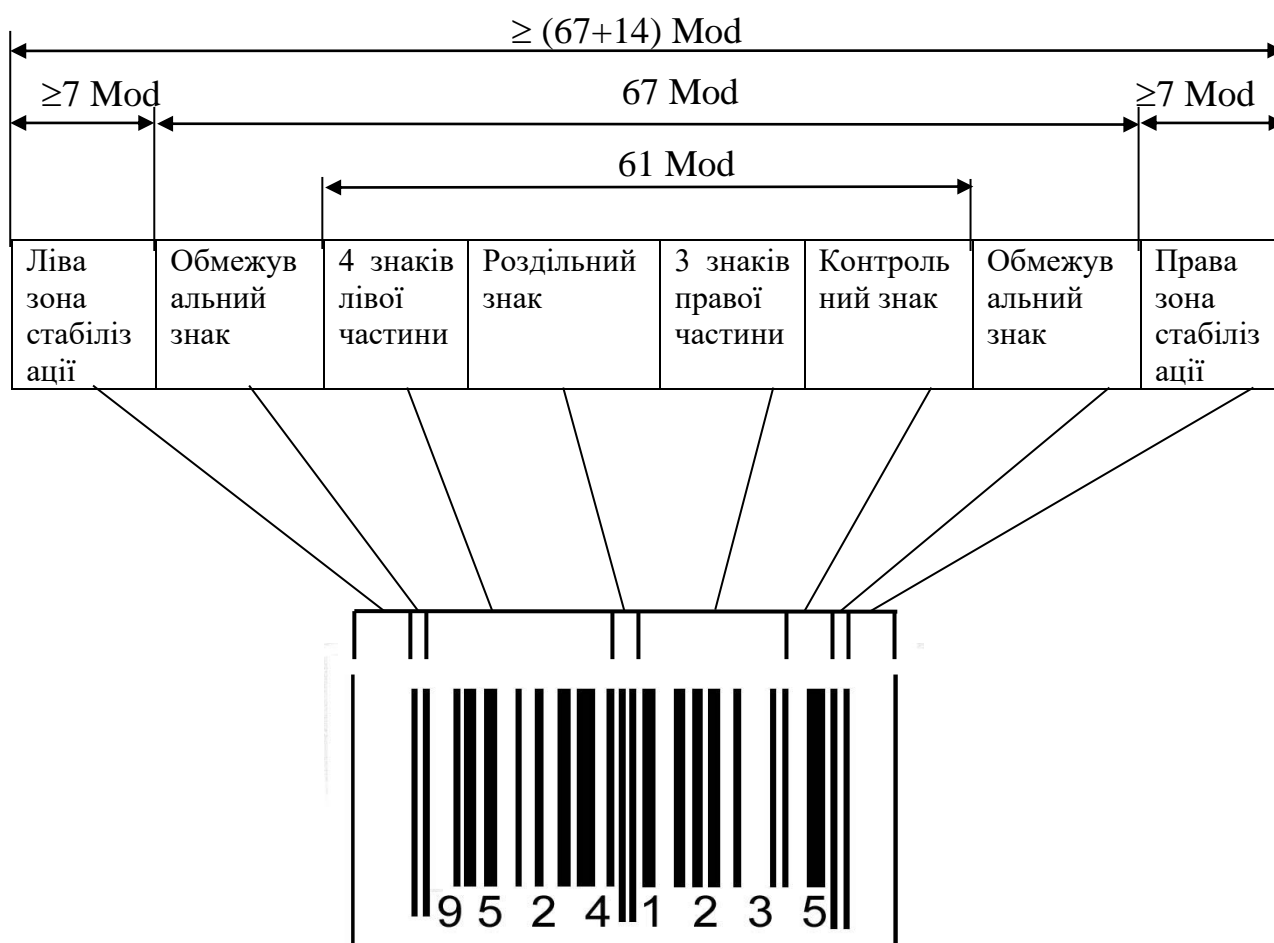 ≥ (67+14) Mod
≥7 Mod 67 Mod ≥7 Mod
61 Mod
Ліва
зона
стабіліз
ації
Обмежув
альний
знак
4 знаків
лівої
частини
Роздільний
знак
3 знаків
правої
частини
Контроль
ний знак
Обмежув
альний
знак
Права
зона
стабіліз
ації
9 5 2 4 1 2 3 5